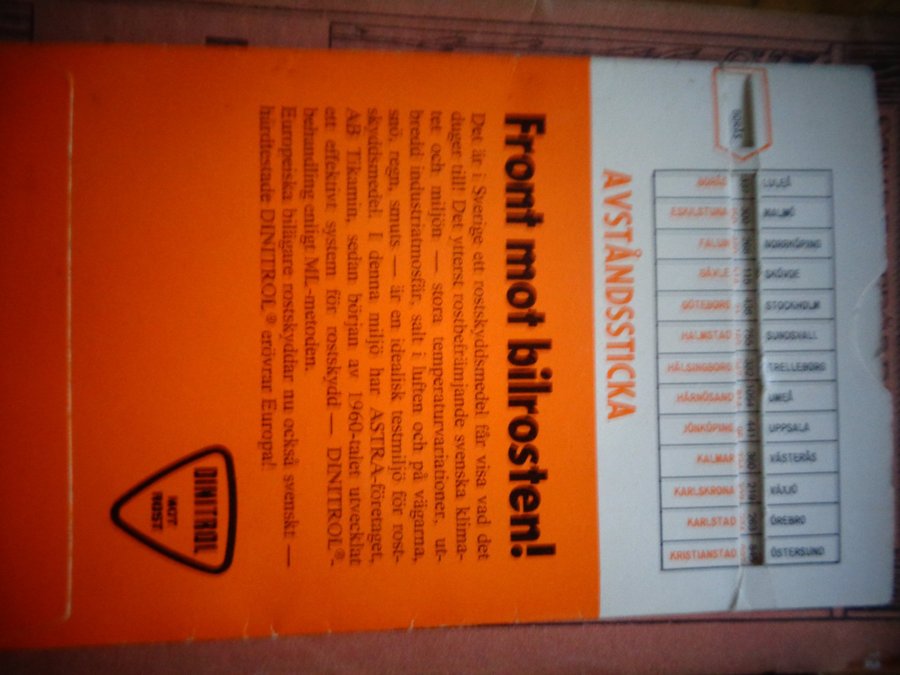 BORÅS
LULEÅ
MALMÖ
NORRKÖPING
SKÖVDE
STOCKHOLM
SUNDSVALL
TRELLEBORG
UMEÅ
UPPSALA
VÄSTERÅS
VÄXJÖ
ÖREBRO
ÖSTERSUND
BORÅS
ESKILSTUNA
FALUN
GÄVLE
GÖTEBORG
HALMSTAD
HÄLSINGBORG
HÄRNÖSAND
JÖNKÖPING
KALMAR
KARLSKRONA
KARLSTAD
KRISTIANSTAD
AVSTÅNDSSTICKA
Front mot bilrosten!
Det är i Sverige ett rostskyddsmedel får visa vad det
duger till! Det ytterst rostbefrämjande svenska klima-
tet och miljön — stora temperaturvariationer, ut-
bredd industriatmosfär, salt i luften och på vägarna,
snö, regn, smuts — är en idealisk testmiljö för rost-
skyddsmedel. I denna miljö har ASTRA-företaget,
AB Tikamin, sedan början av 1960-talet utvecklat
ett effektivt system för rostskydd — DINITROL®-
behandling enligt ML-metoden.
Europeiska bilägare rostskyddar nu också svenskt —
hårdtestade DINITROL® erövrar Europa!
DINITROL
MOT
ROST